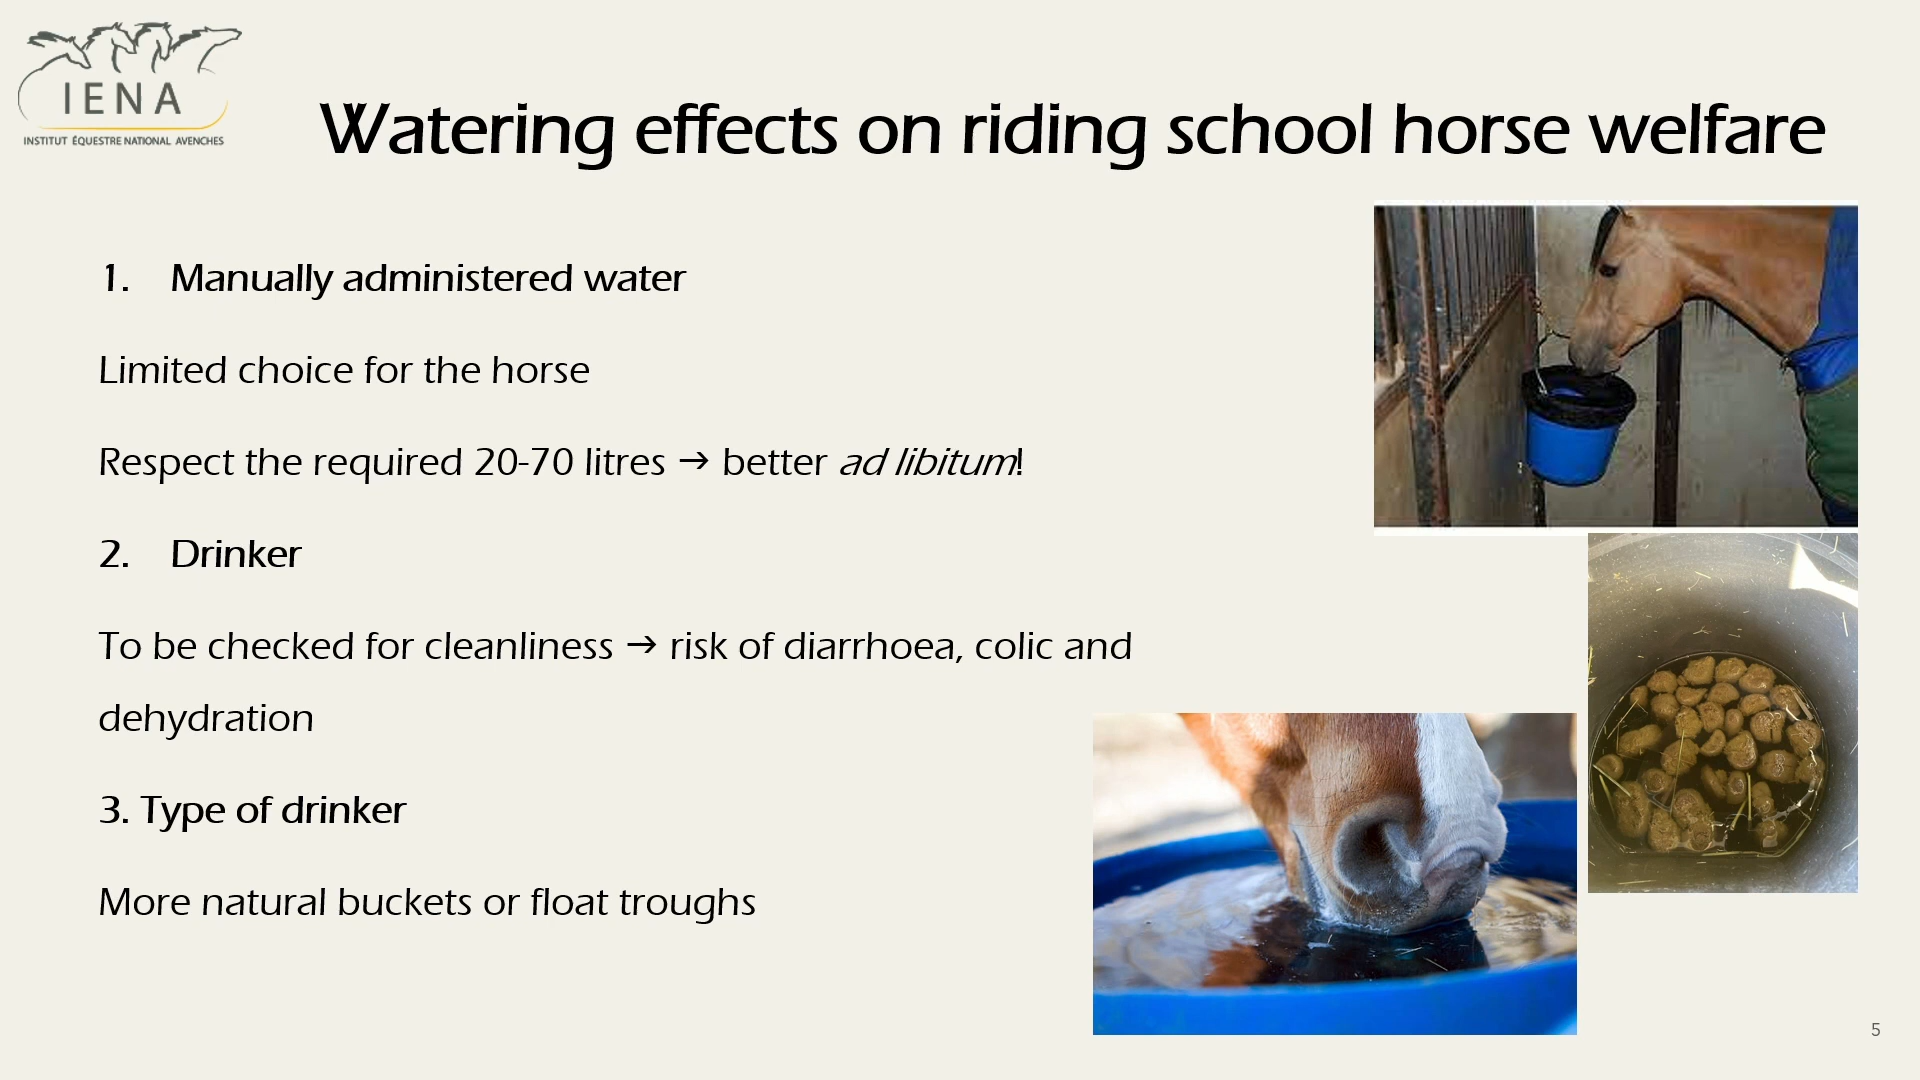 IENA
INSTITUT ÉQUESTRE NATIONAL AVENCHES
Watering effects on riding school horse welfare
1. Manually administered water
Limited choice for the horse
Respect the required 20-70 litres → better ad libitum!
2. Drinker
To be checked for cleanliness → risk of diarrhoea, colic and
dehydration
3. Type of drinker
More natural buckets or float troughs
5